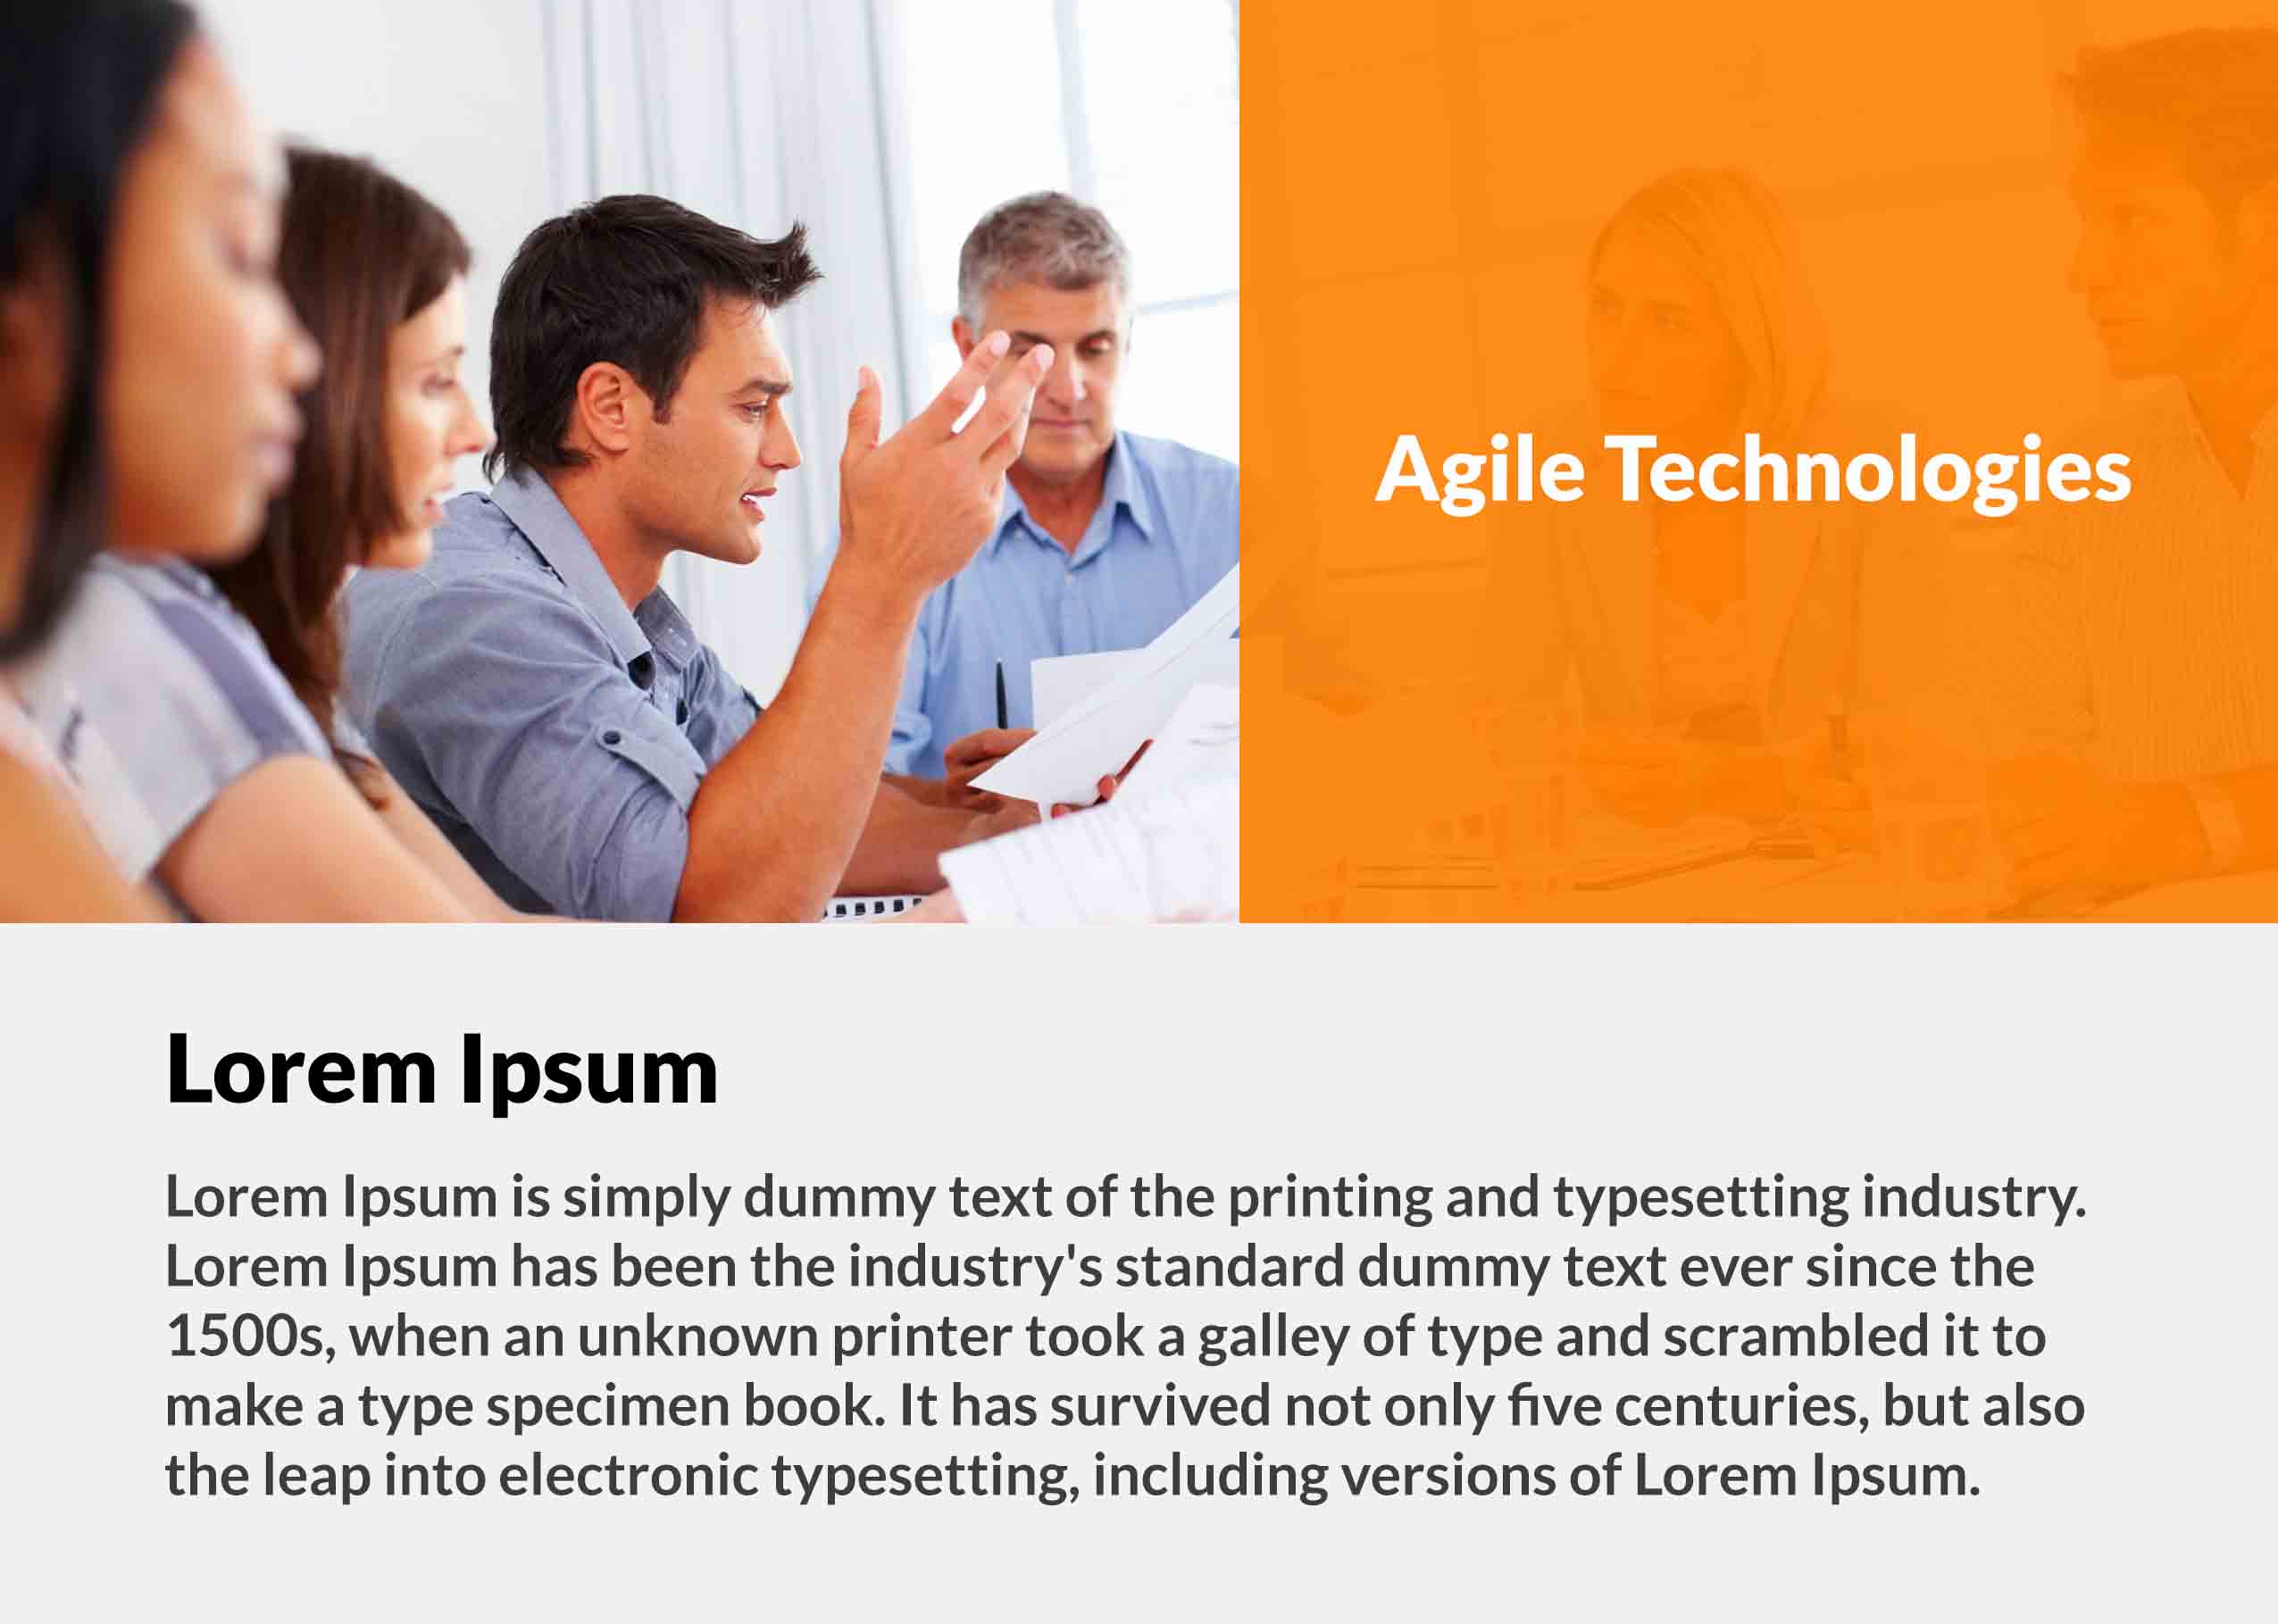 Agile Technologies
Lorem Ipsum
Lorem Ipsum is simply dummy text of the printing and typesetting industry.
Lorem Ipsum has been the industry's standard dummy text ever since the
1500s, when an unknown printer took a galley of type and scrambled it to
make a type specimen book. It has survived not only five centuries, but also
the leap into electronic typesetting, including versions of Lorem Ipsum.